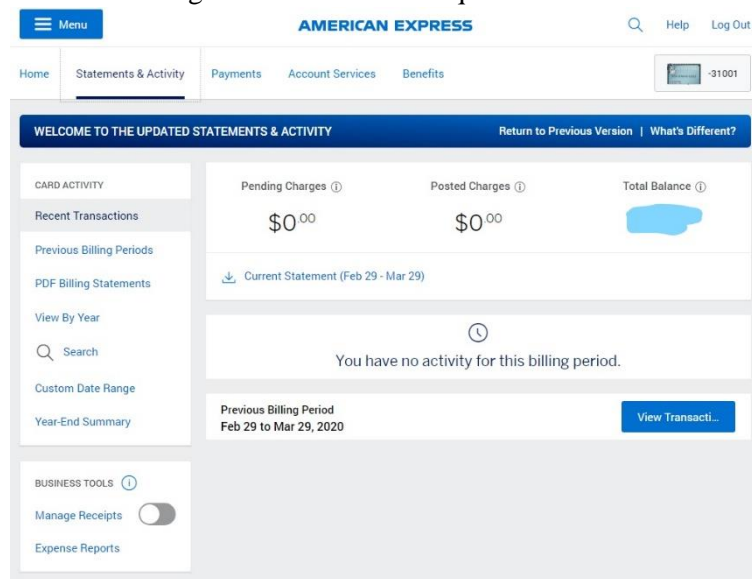 Menu
AMERICAN EXPRESS
Help
Log Out
Home
Statements & Activity
Payments
Account Services
Benefits
-31001
WELCOME TO THE UPDATED STATEMENTS & ACTIVITY
Return to Previous Version | What's Different?
CARD ACTIVITY
Recent Transactions
Previous Billing Periods
PDF Billing Statements
View By Year
Search
Custom Date Range
Year-End Summary
Pending Charges
$0.00
Posted Charges
$0.00
Total Balance
Current Statement (Feb 29 - Mar 29)
You have no activity for this billing period.
Previous Billing Period
Feb 29 to Mar 29, 2020
View Transacti...
BUSINESS TOOLS
Manage Receipts
Expense Reports